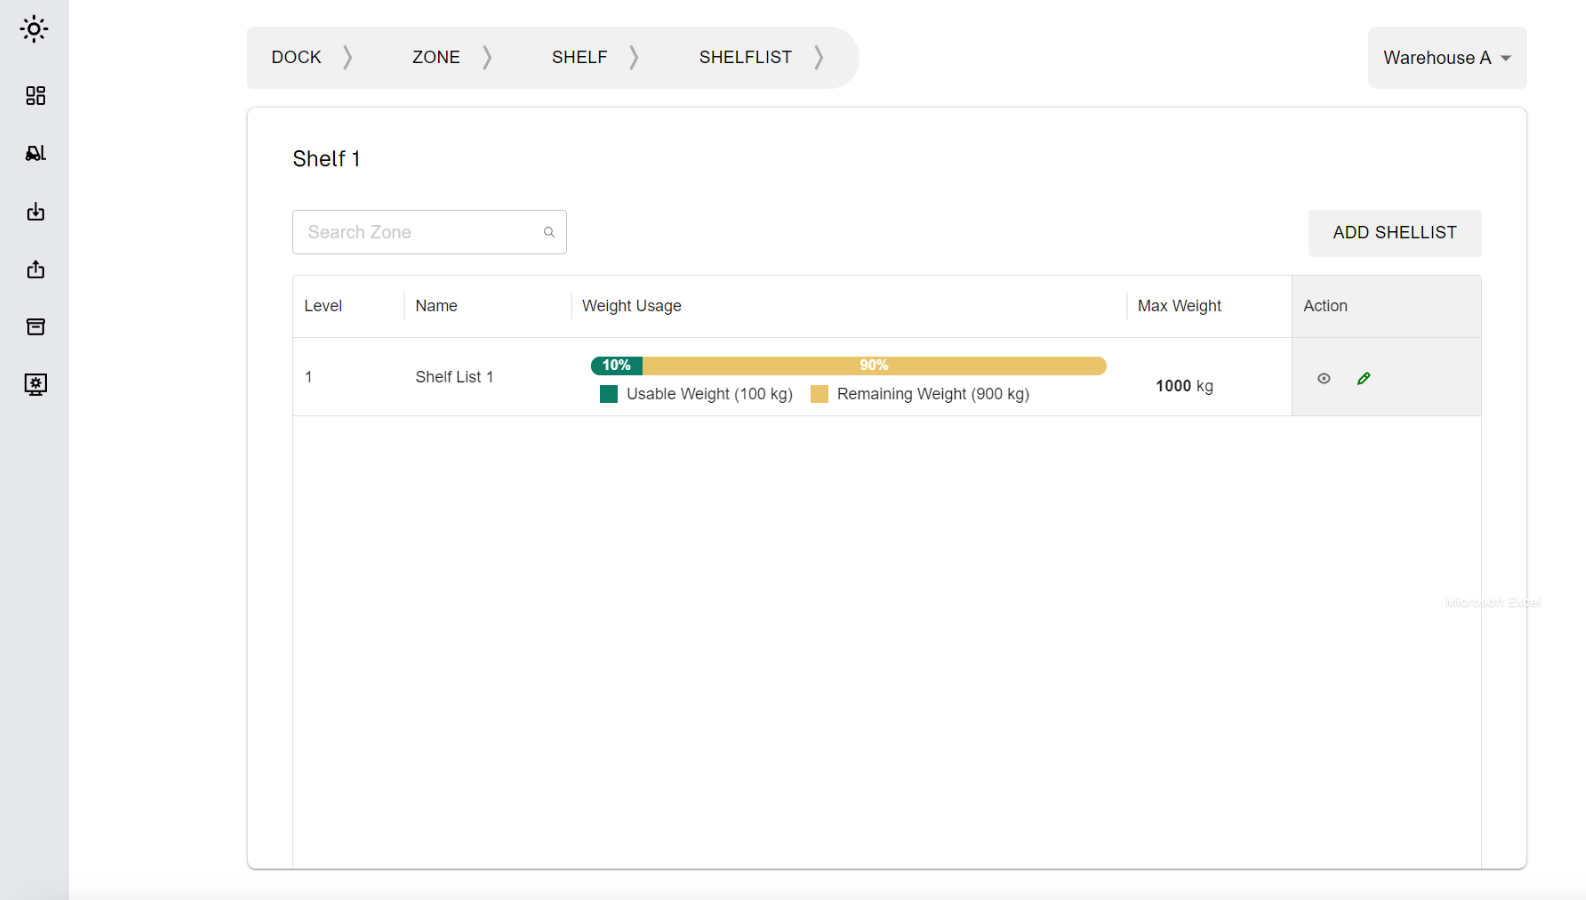 DOCK ZONE SHELF SHELFLIST
Warehouse A
Shelf 1
Search Zone
ADD SHELLIST
Level Name Weight Usage Max Weight Action
1 Shelf List 1 10% 90% 1000 kg
Usable Weight (100 kg) Remaining Weight (900 kg)
Microsoft Excel